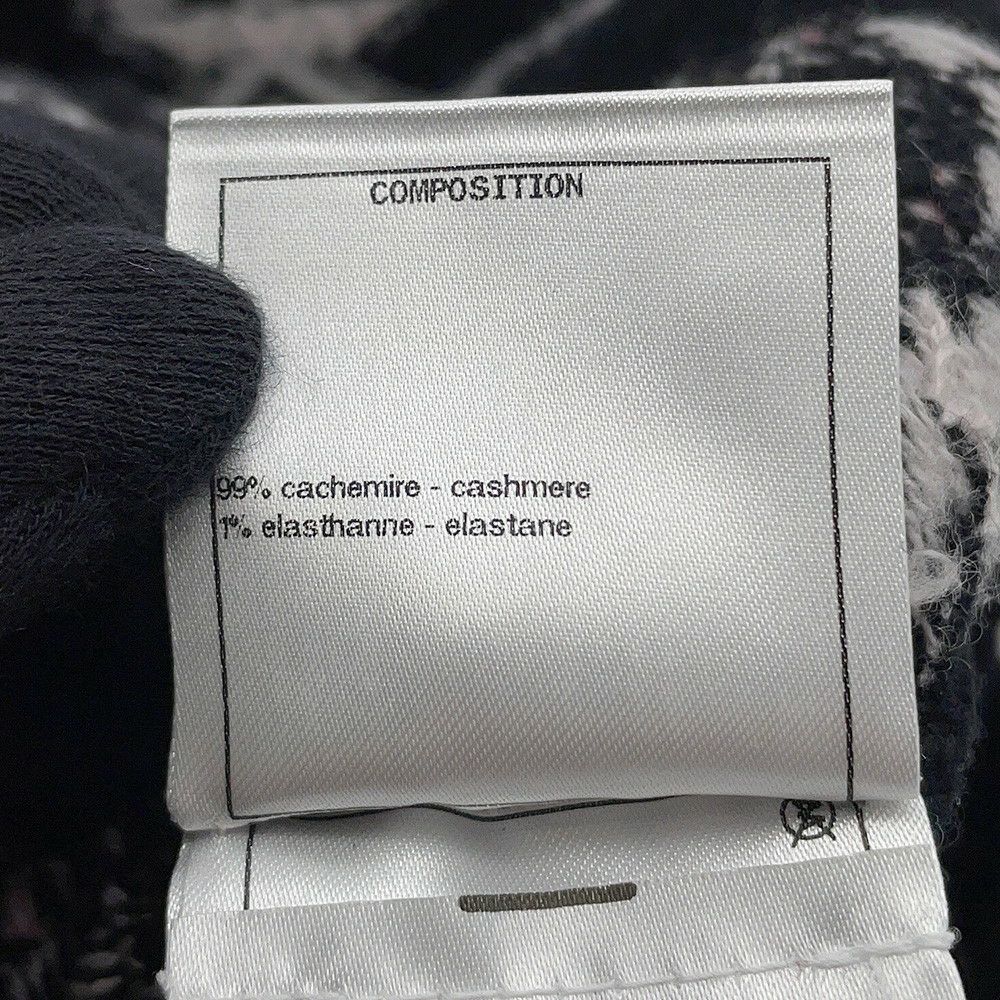 COMPOSITION
99% cachemire - cashmere
1% elasthanne - elastane